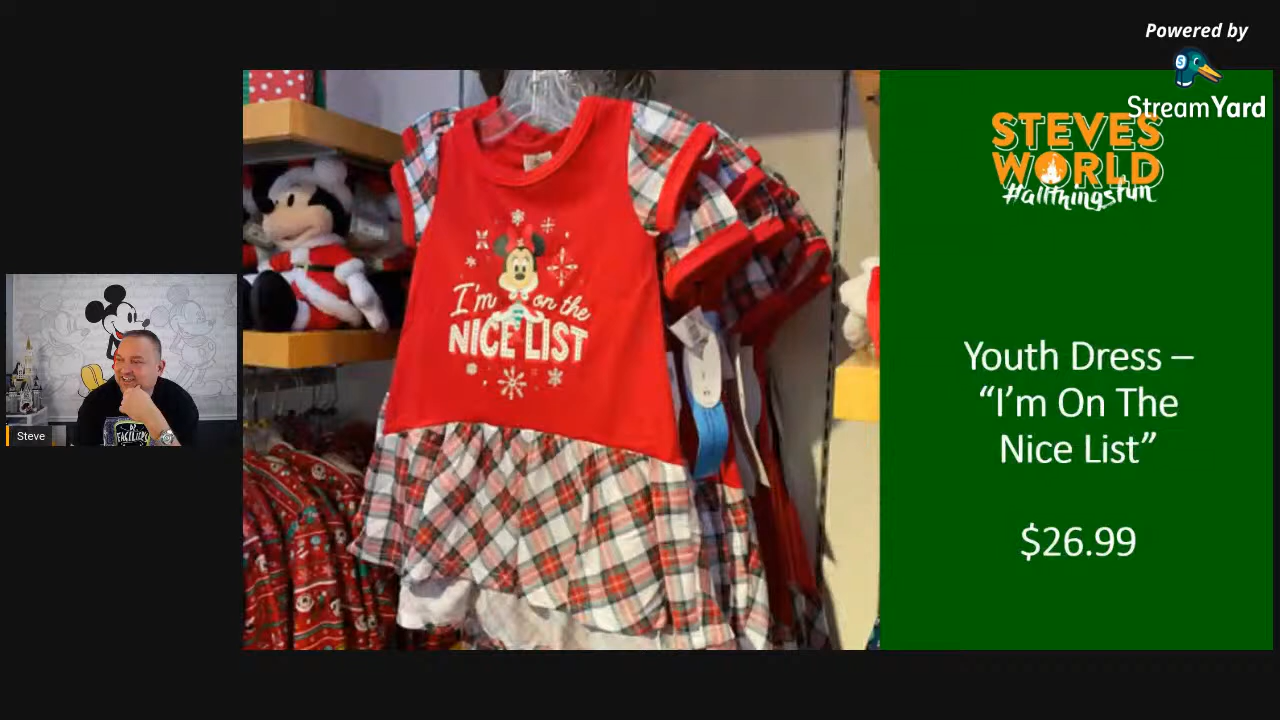 Powered by
StreamYard
STEVES
WORLD
#allthingsfun
I'm on the
NICE LIST
Youth Dress –
“I’m On The
Nice List”
$26.99
Steve